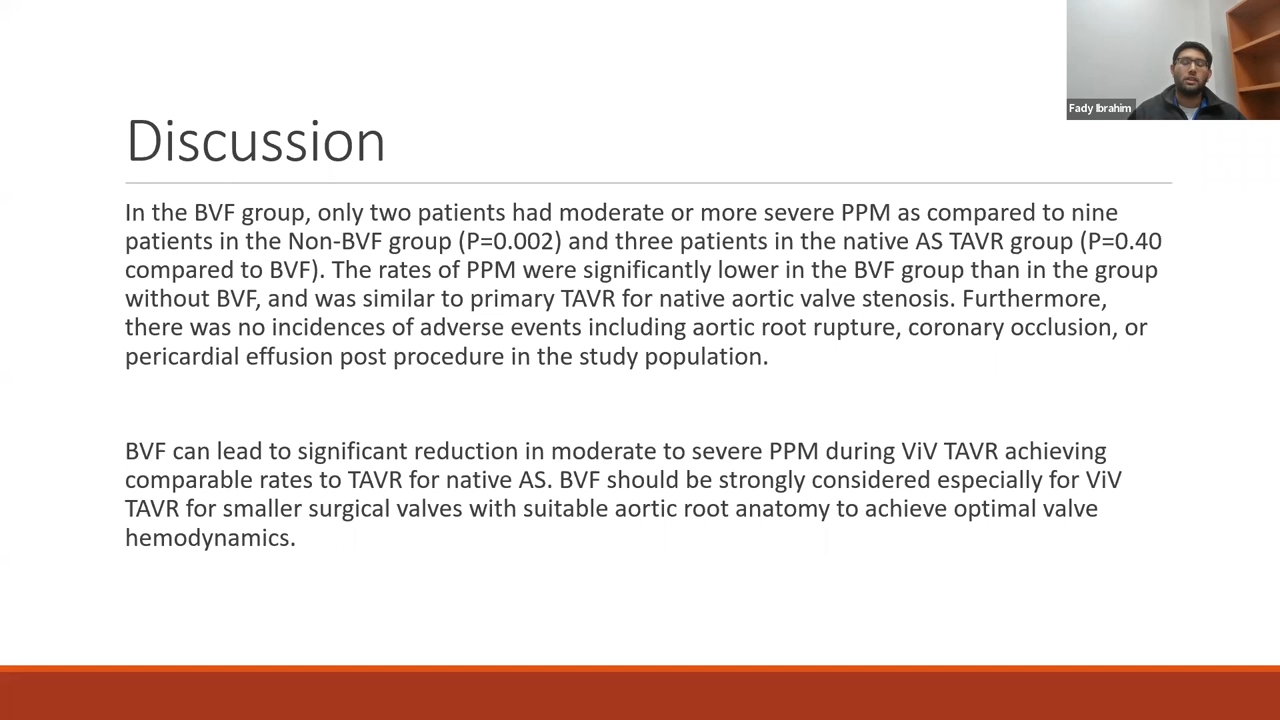 Fady Ibrahim
Discussion
In the BVF group, only two patients had moderate or more severe PPM as compared to nine
patients in the Non-BVF group (P=0.002) and three patients in the native AS TAVR group (P=0.40
compared to BVF). The rates of PPM were significantly lower in the BVF group than in the group
without BVF, and was similar to primary TAVR for native aortic valve stenosis. Furthermore,
there was no incidences of adverse events including aortic root rupture, coronary occlusion, or
pericardial effusion post procedure in the study population.
BVF can lead to significant reduction in moderate to severe PPM during ViV TAVR achieving
comparable rates to TAVR for native AS. BVF should be strongly considered especially for ViV
TAVR for smaller surgical valves with suitable aortic root anatomy to achieve optimal valve
hemodynamics.